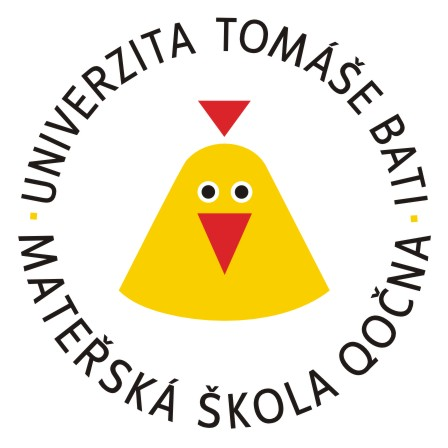 UNIVERZITA TOMÁŠE BATI
MATEŘSKÁ ŠKOLA QOČNA